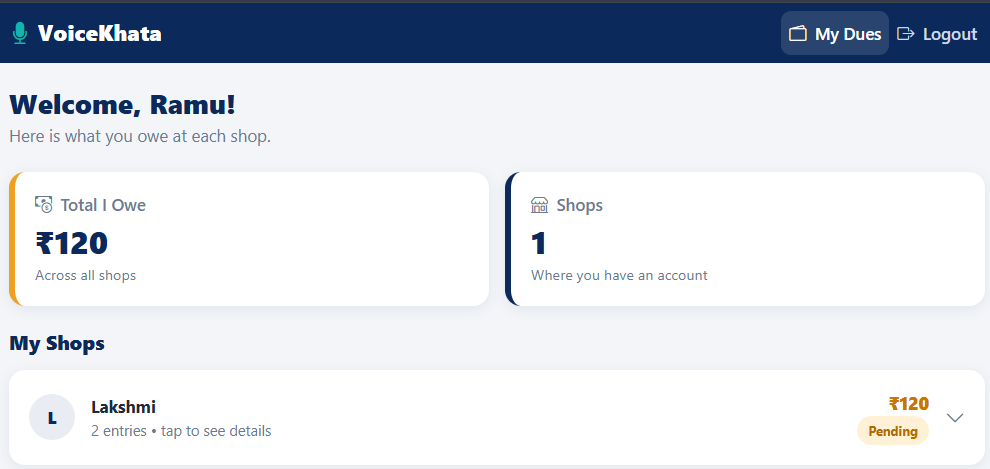 VoiceKhata
My Dues
Logout
Welcome, Ramu!
Here is what you owe at each shop.
Total I Owe
₹120
Across all shops
Shops
1
Where you have an account
My Shops
L
Lakshmi
2 entries • tap to see details
₹120
Pending